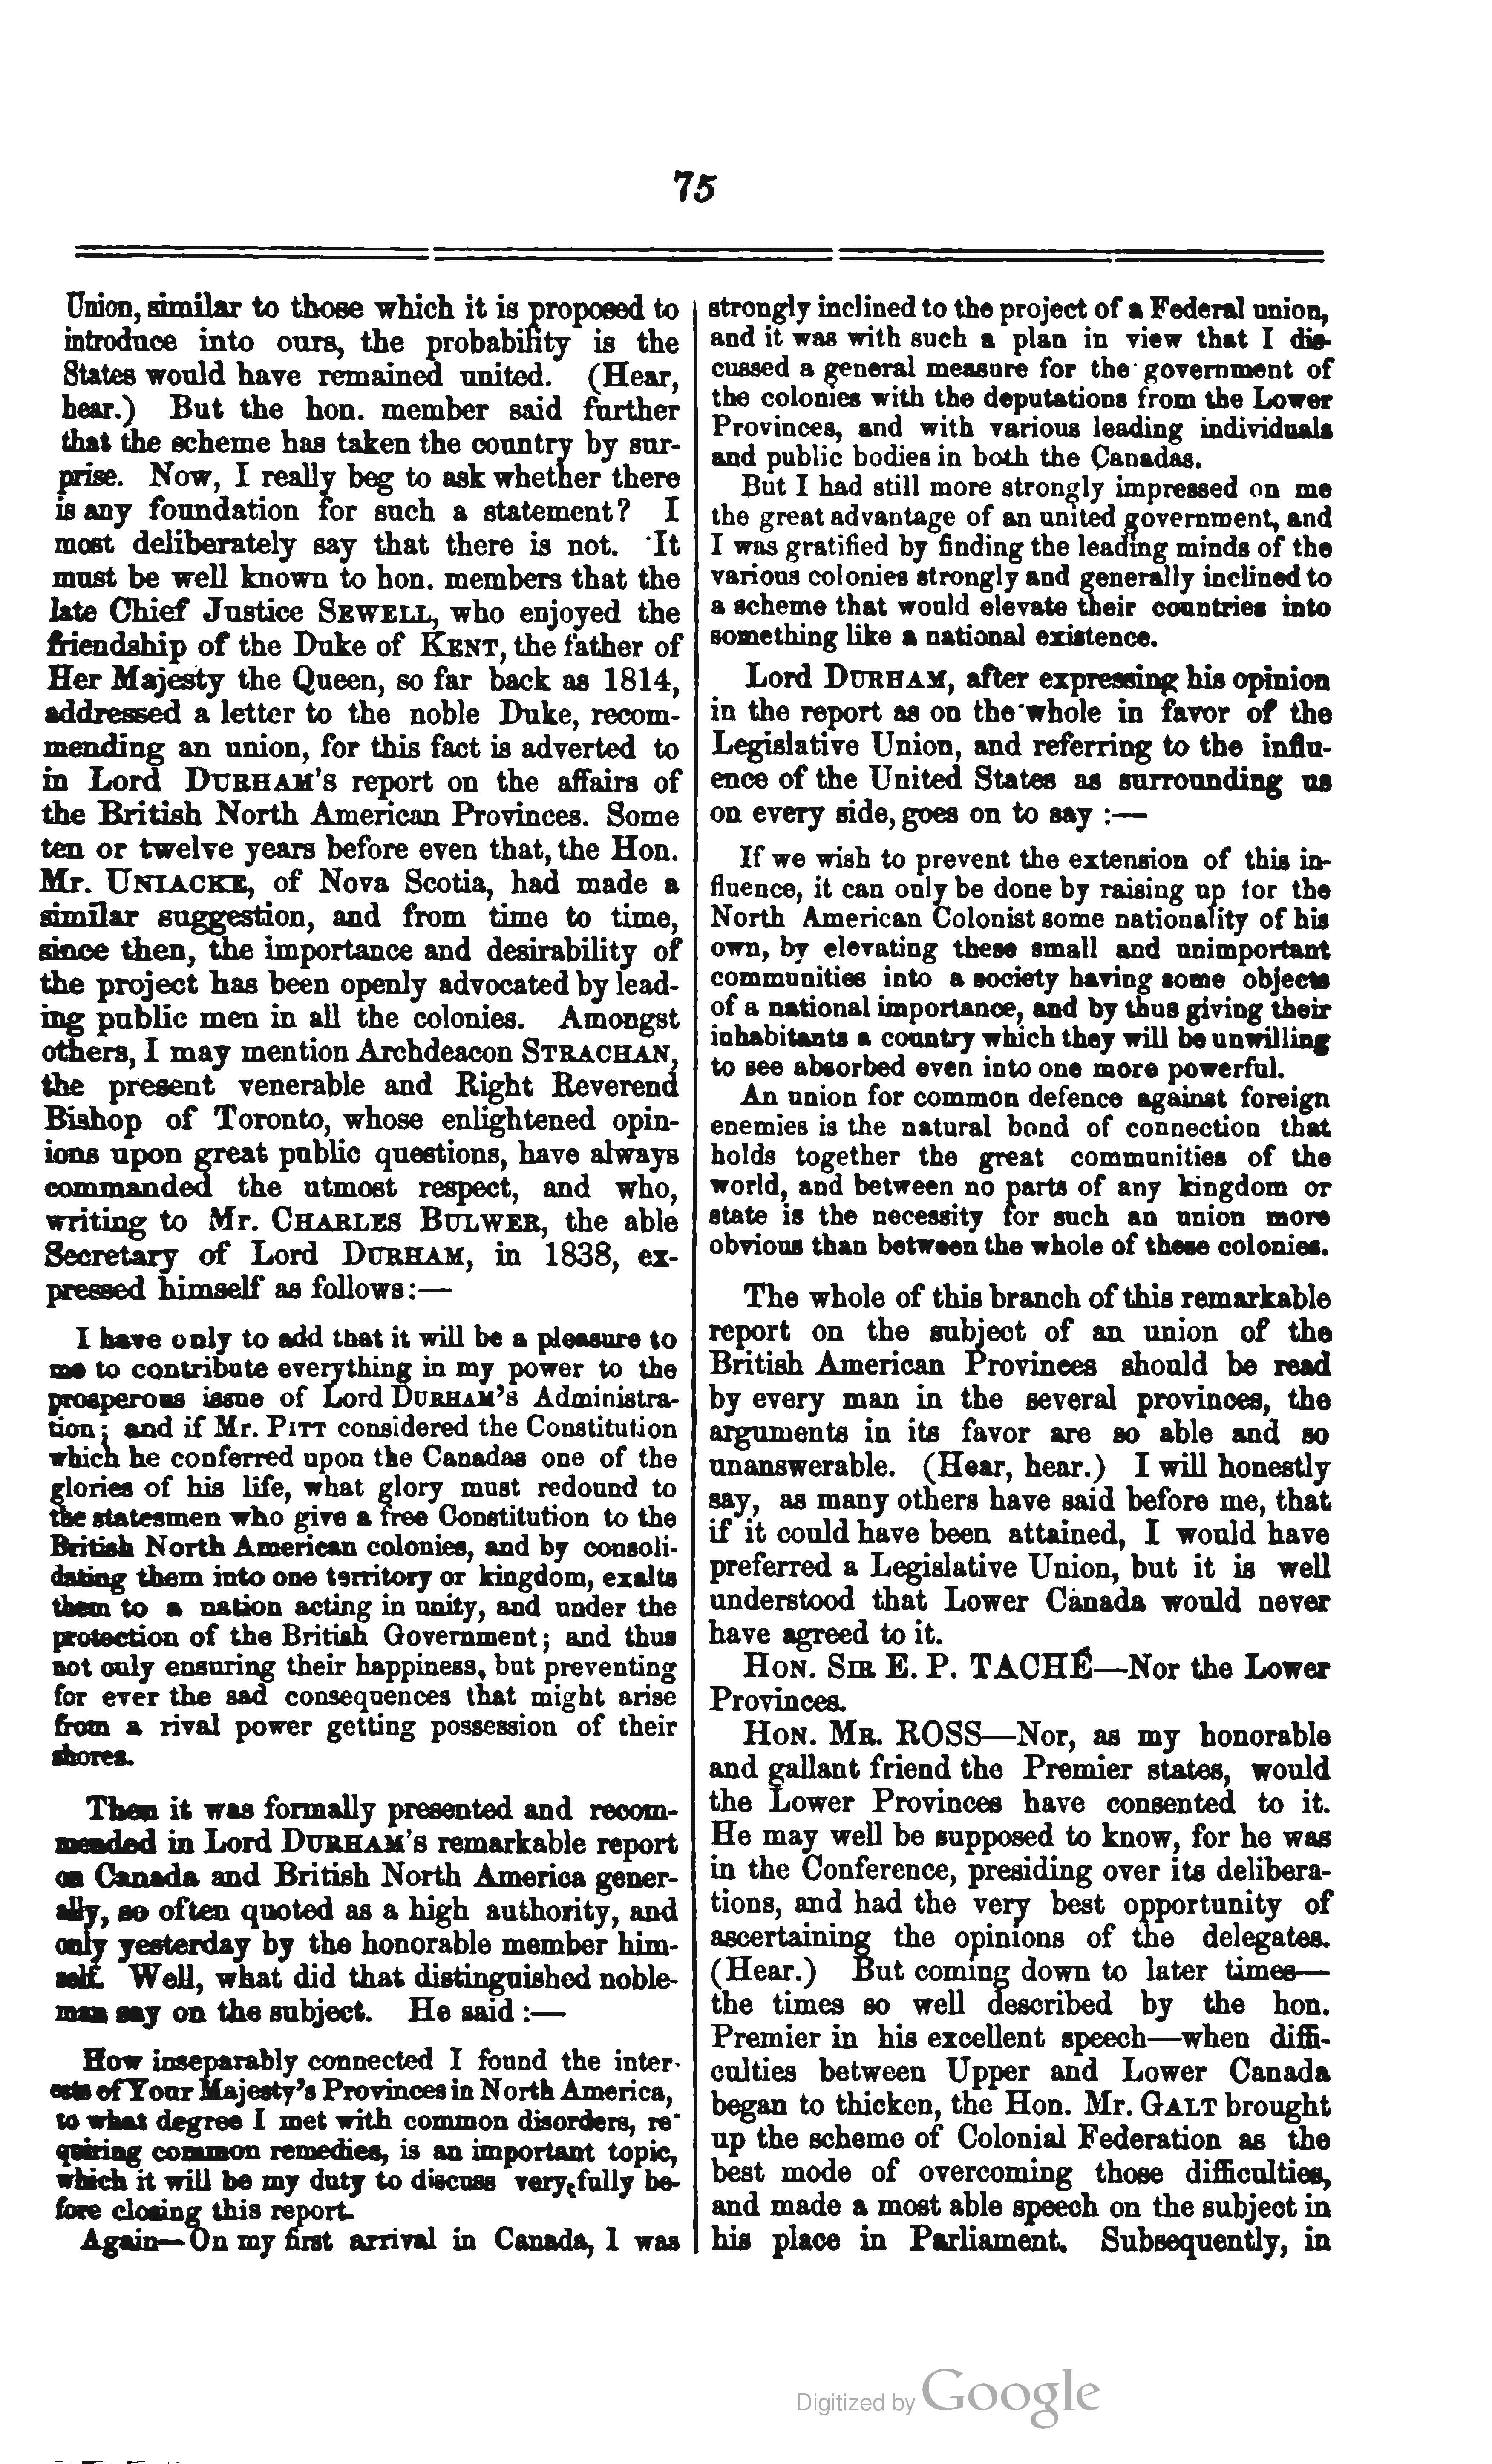 75
Union, similar to those which it is proposed to
introduce into ours, the probability is the
States would have remained united. (Hear,
hear.) But the hon. member said further
that the scheme has taken the country by sur-
prise. Now, I really beg to ask whether there
is any foundation for such a statement? I
most deliberately say that there is not. It
must be well known to hon. members that the
late Chief Justice SEWELL, who enjoyed the
friendship of the Duke of KENT, the father of
Her Majesty the Queen, so far back as 1814,
addressed a letter to the noble Duke, recom-
mending an union, for this fact is adverted to
in Lord DURHAM'S report on the affairs of
the British North American Provinces. Some
ten or twelve years before even that, the Hon.
Mr. UNIACKE, of Nova Scotia, had made a
similar suggestion, and from time to time,
since then, the importance and desirability of
the project has been openly advocated by lead-
ing public men in all the colonies. Amongst
others, I may mention Archdeacon STRACHAN,
the present venerable and Right Reverend
Bishop of Toronto, whose enlightened opin-
ions upon great public questions, have always
commanded the utmost respect, and who,
writing to Mr. CHARLES BULWER, the able
Secretary of Lord DURHAM, in 1838, ex-
pressed himself as follows:—
I have only to add that it will be a pleasure to
me to contribute everything in my power to the
prosperous issue of Lord DURHAM'S Administra-
tion; and if Mr. PITT considered the Constitution
which he conferred upon the Canadas one of the
glories of his life, what glory must redound to
the statesmen who give a free Constitution to the
British North American colonies, and by consoli-
dating them into one territory or kingdom, exalts
them to a nation acting in unity, and under the
protection of the British Government; and thus
not only ensuring their happiness, but preventing
for ever the sad consequences that might arise
from a rival power getting possession of their
shores.
Then it was formally presented and recom-
mended in Lord DURHAM'S remarkable report
on Canada and British North America gener-
ally, so often quoted as a high authority, and
only yesterday by the honorable member him-
self. Well, what did that distinguished noble-
man say on the subject. He said:—
How inseparably connected I found the inter-
ests of Your Majesty's Provinces in North America,
to what degree I met with common disorders, re-
quiring common remedies, is an important topic,
which it will be my duty to discuss very fully be-
fore closing this report.
Again—On my first arrival in Canada, I was
strongly inclined to the project of a Federal union,
and it was with such a plan in view that I dis-
cussed a general measure for the government of
the colonies with the deputations from the Lower
Provinces, and with various leading individuals
and public bodies in both the Canadas.
But I had still more strongly impressed on me
the great advantage of an united government, and
I was gratified by finding the leading minds of the
various colonies strongly and generally inclined to
a scheme that would elevate their countries into
something like a national existence.
Lord DURHAM, after expressing his opinion
in the report as on the whole in favor of the
Legislative Union, and referring to the influ-
ence of the United States as surrounding us
on every side, goes on to say:—
If we wish to prevent the extension of this in-
fluence, it can only be done by raising up for the
North American Colonist some nationality of his
own, by elevating these small and unimportant
communities into a society having some objects
of a national importance, and by thus giving their
inhabitants a country which they will be unwilling
to see absorbed even into one more powerful.
An union for common defence against foreign
enemies is the natural bond of connection that
holds together the great communities of the
world, and between no parts of any kingdom or
state is the necessity for such an union more
obvious than between the whole of these colonies.
The whole of this branch of this remarkable
report on the subject of an union of the
British American Provinces should be read
by every man in the several provinces, the
arguments in its favor are so able and so
unanswerable. (Hear, hear.) I will honestly
say, as many others have said before me, that
if it could have been attained, I would have
preferred a Legislative Union, but it is well
understood that Lower Canada would never
have agreed to it.
HON. SIR E. P. TACHÉ—Nor the Lower
Provinces.
HON. MR. ROSS—Nor, as my honorable
and gallant friend the Premier states, would
the Lower Provinces have consented to it.
He may well be supposed to know, for he was
in the Conference, presiding over its delibera-
tions, and had the very best opportunity of
ascertaining the opinions of the delegates.
(Hear.) But coming down to later times—
the times so well described by the hon.
Premier in his excellent speech—when diffi-
culties between Upper and Lower Canada
began to thicken, the Hon. Mr. GALT brought
up the scheme of Colonial Federation as the
best mode of overcoming those difficulties,
and made a most able speech on the subject in
his place in Parliament. Subsequently, in
Digitized by Google